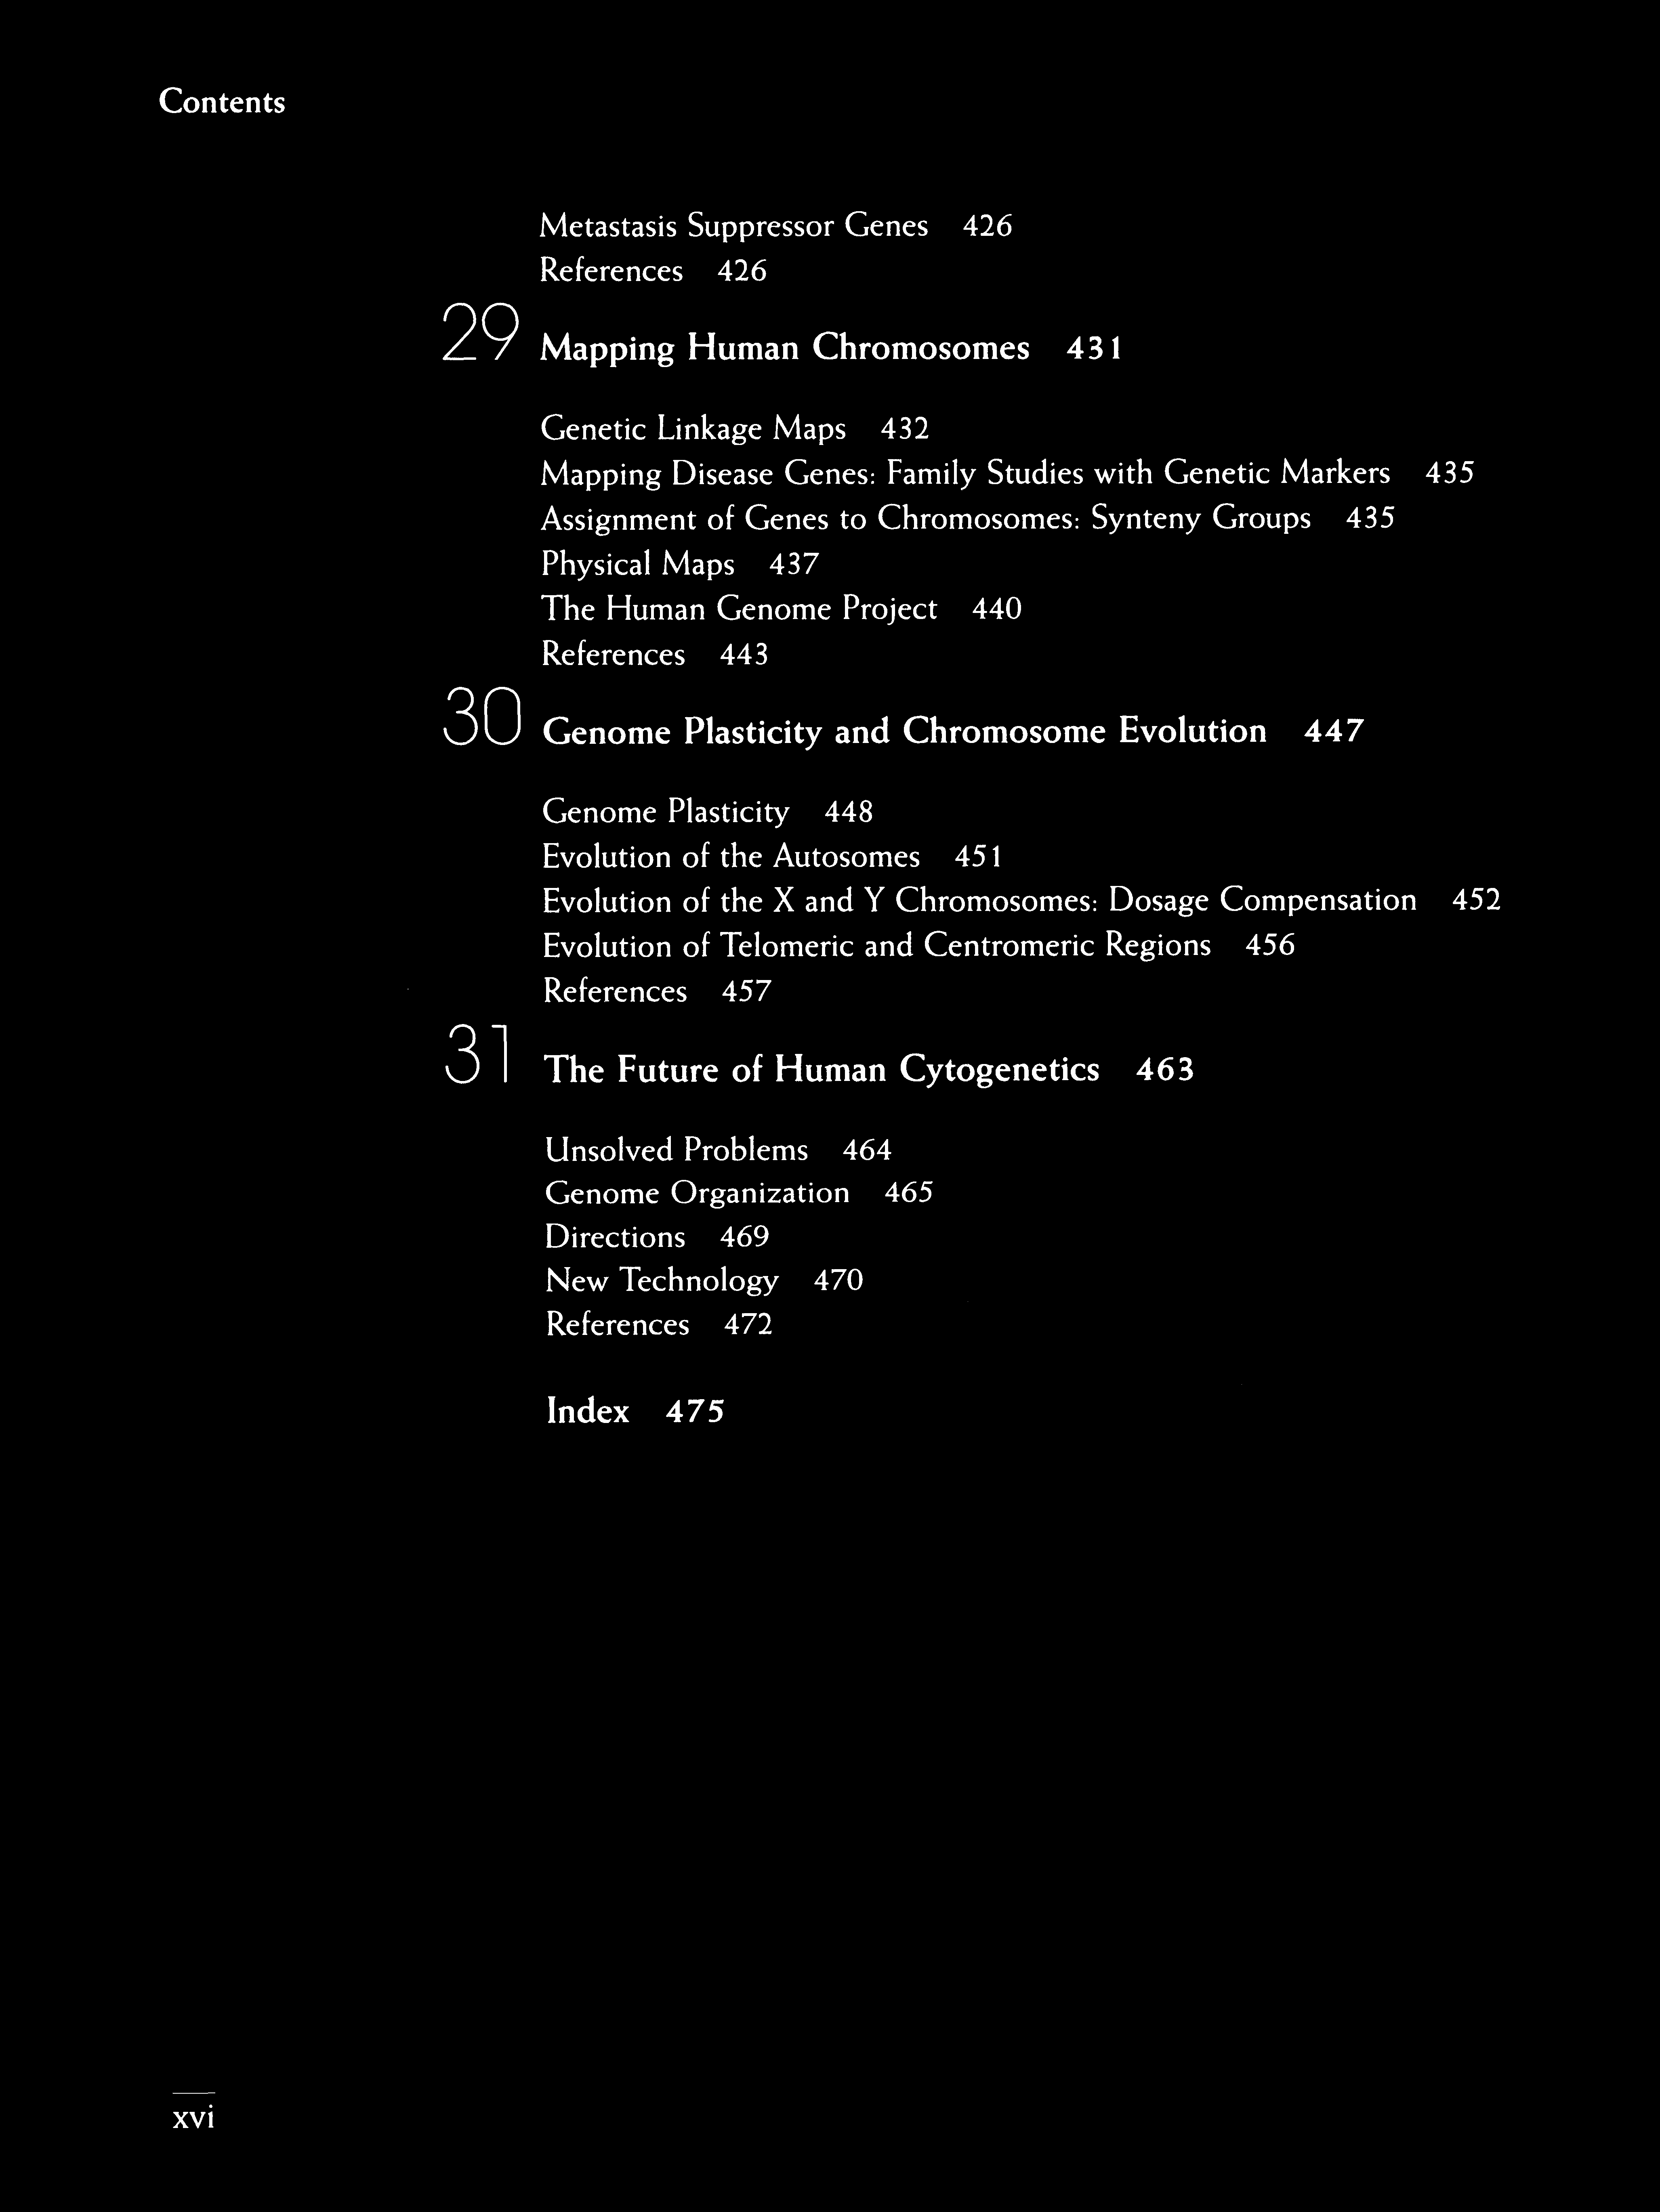 Contents
Metastasis Suppressor Genes 426
References 426
29 Mapping Human Chromosomes 431
Genetic Linkage Maps 432
Mapping Disease Genes: Family Studies with Genetic Markers 435
Assignment of Genes to Chromosomes: Synteny Groups 435
Physical Maps 437
The Human Genome Project 440
References 443
30 Genome Plasticity and Chromosome Evolution 447
Genome Plasticity 448
Evolution of the Autosomes 451
Evolution of the X and Y Chromosomes: Dosage Compensation 452
Evolution of Telomeric and Centromeric Regions 456
References 457
31 The Future of Human Cytogenetics 463
Unsolved Problems 464
Genome Organization 465
Directions 469
New Technology 470
References 472
Index 475
xvi